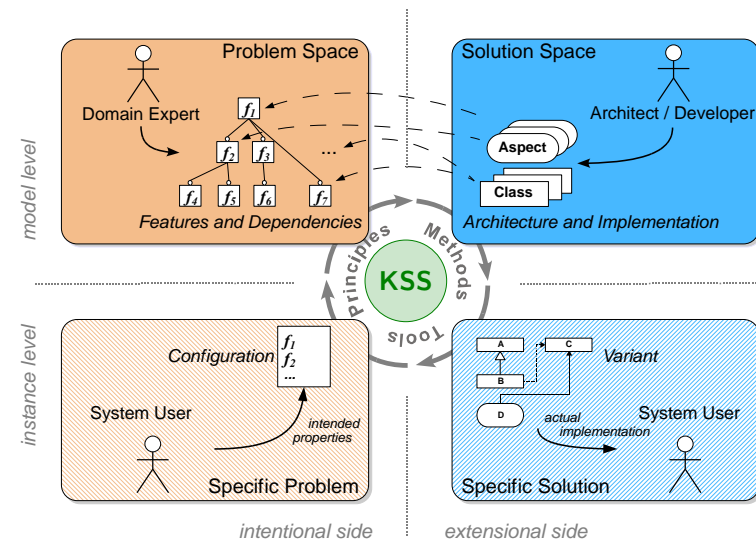 Problem Space
Domain Expert
f1
f2
f3
...
f4
f5
f6
f7
Features and Dependencies
Solution Space
Architect / Developer
Aspect
Class
Architecture and Implementation
model level
Principles
Methods
Tools
KSS
instance level
Configuration
f1
f2
...
System User
intended
properties
Specific Problem
A
B
C
D
Variant
actual
implementation
System User
Specific Solution
intentional side
extensional side